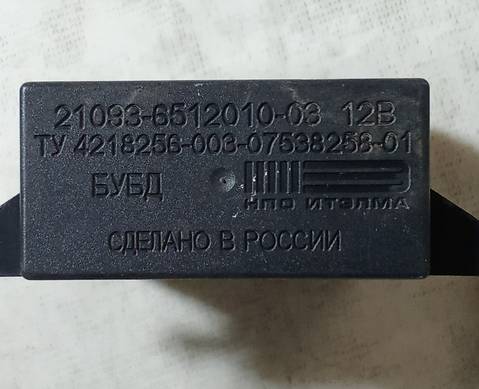 21093-6512010-03 12В
ТУ 4218256-003-07538258-01
БУБД
НПО ИТЭЛМА
СДЕЛАНО В РОССИИ